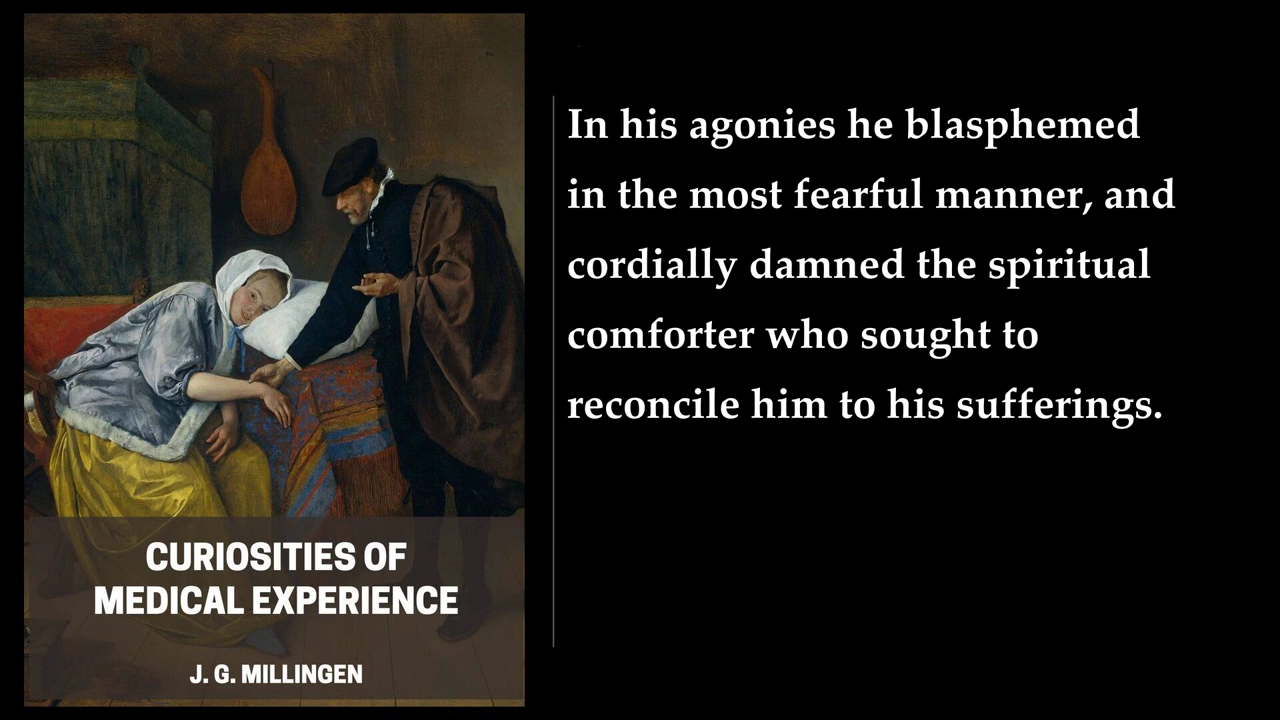 In his agonies he blasphemed
in the most fearful manner, and
cordially damned the spiritual
comforter who sought to
reconcile him to his sufferings.
CURIOSITIES OF
MEDICAL EXPERIENCE
J. G. MILLINGEN